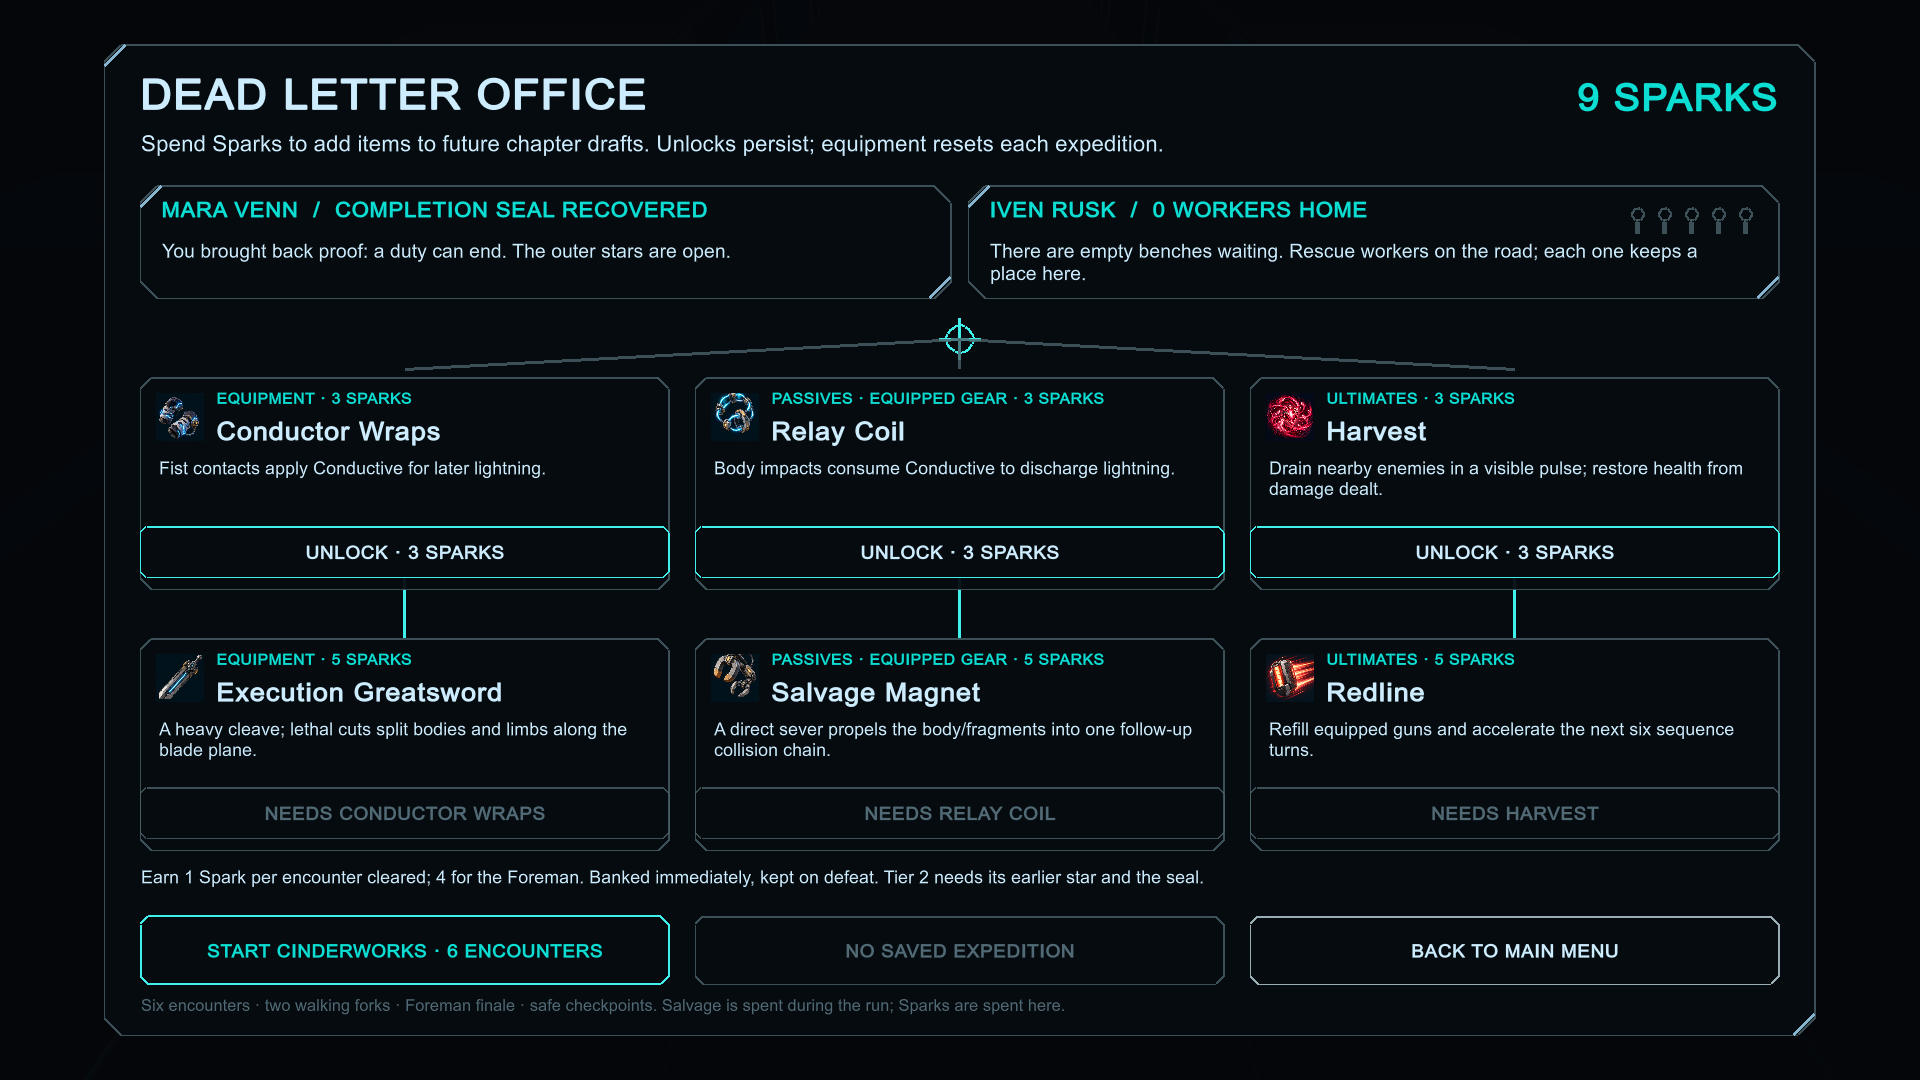 DEAD LETTER OFFICE
9 SPARKS
Spend Sparks to add items to future chapter drafts. Unlocks persist; equipment resets each expedition.
MARA VENN / COMPLETION SEAL RECOVERED
You brought back proof: a duty can end. The outer stars are open.
IVEN RUSK / 0 WORKERS HOME
There are empty benches waiting. Rescue workers on the road; each one keeps a
place here.
EQUIPMENT · 3 SPARKS
Conductor Wraps
Fist contacts apply Conductive for later lightning.
UNLOCK · 3 SPARKS
PASSIVES · EQUIPPED GEAR · 3 SPARKS
Relay Coil
Body impacts consume Conductive to discharge lightning.
UNLOCK · 3 SPARKS
ULTIMATES · 3 SPARKS
Harvest
Drain nearby enemies in a visible pulse; restore health from
damage dealt.
UNLOCK · 3 SPARKS
EQUIPMENT · 5 SPARKS
Execution Greatsword
A heavy cleave; lethal cuts split bodies and limbs along the
blade plane.
NEEDS CONDUCTOR WRAPS
PASSIVES · EQUIPPED GEAR · 5 SPARKS
Salvage Magnet
A direct sever propels the body/fragments into one follow-up
collision chain.
NEEDS RELAY COIL
ULTIMATES · 5 SPARKS
Redline
Refill equipped guns and accelerate the next six sequence
turns.
NEEDS HARVEST
Earn 1 Spark per encounter cleared; 4 for the Foreman. Banked immediately, kept on defeat. Tier 2 needs its earlier star and the seal.
START CINDERWORKS · 6 ENCOUNTERS
NO SAVED EXPEDITION
BACK TO MAIN MENU
Six encounters · two walking forks · Foreman finale · safe checkpoints. Salvage is spent during the run; Sparks are spent here.